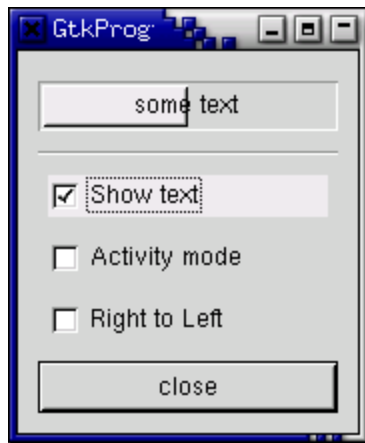 GtkProg
some text
Show text
Activity mode
Right to Left
close